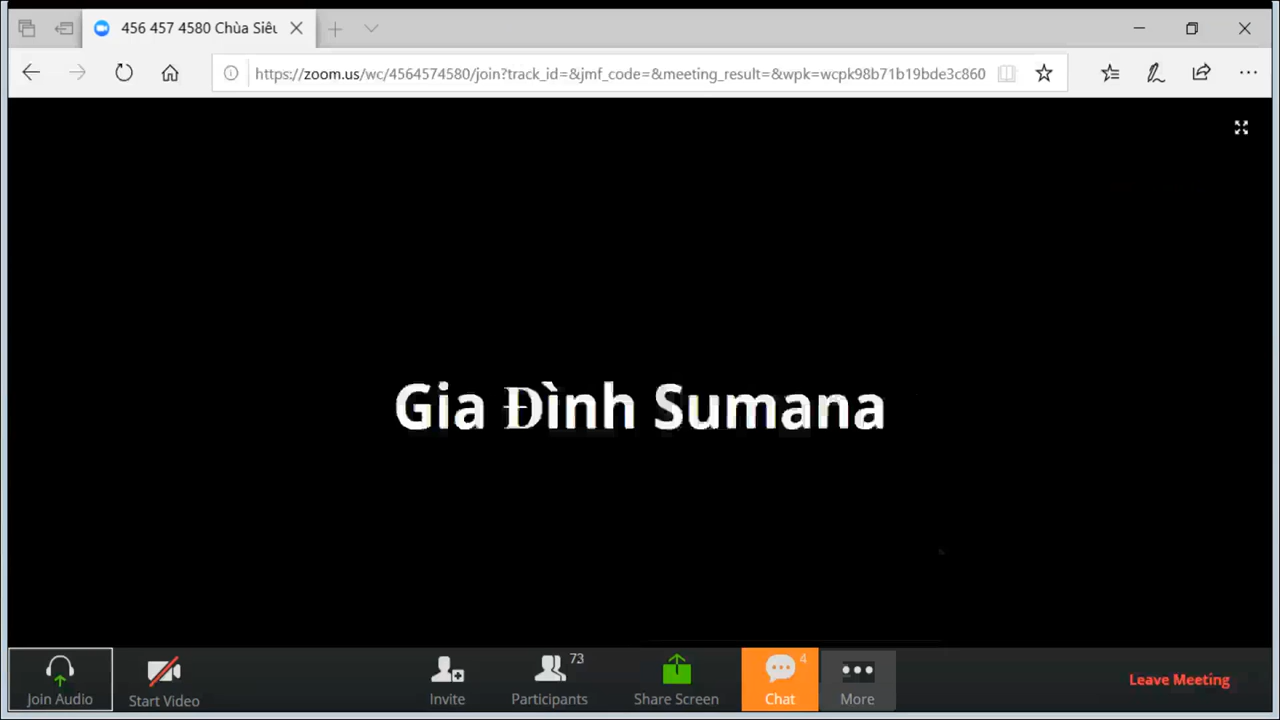 456 457 4580 Chùa Siêu
https://zoom.us/wc/4564574580/join?track_id=&jmf_code=&meeting_result=&wpk=wcpk98b71b19bde3c860
Gia Đình Sumana
73
4
Join Audio
Start Video
Invite
Participants
Share Screen
Chat
More
Leave Meeting